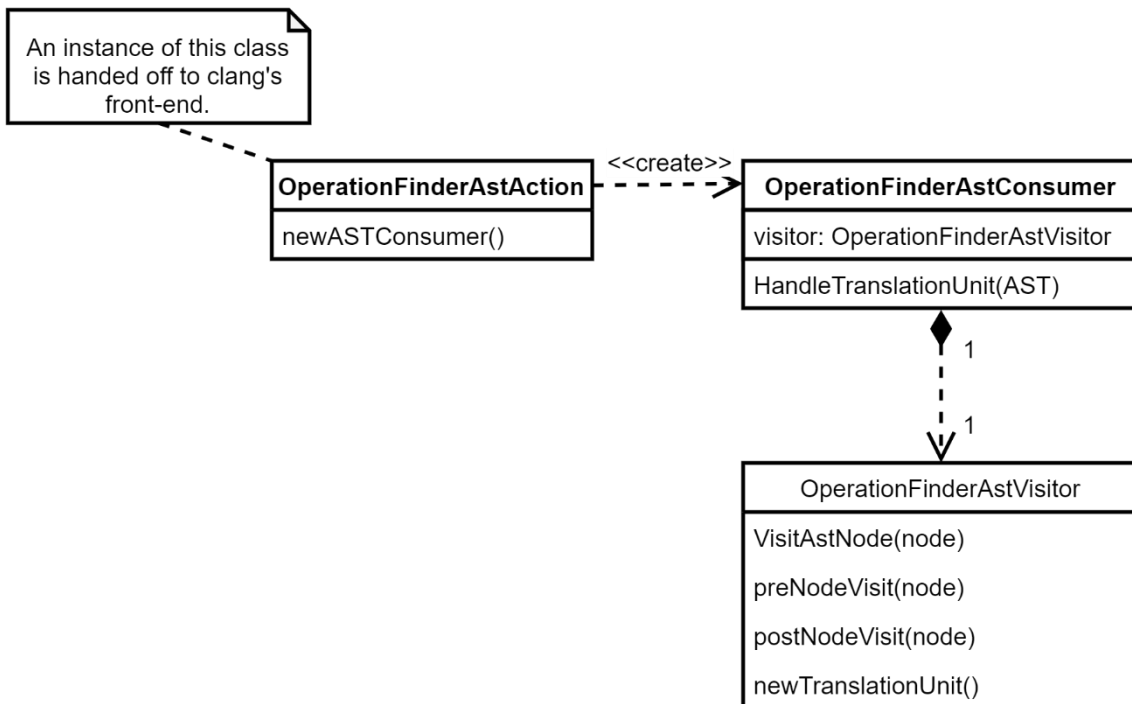 An instance of this class
is handed off to clang's
front-end.
<<create>>
OperationFinderAstAction
newASTConsumer()
OperationFinderAstConsumer
visitor: OperationFinderAstVisitor
HandleTranslationUnit(AST)
1
1
OperationFinderAstVisitor
VisitAstNode(node)
preNodeVisit(node)
postNodeVisit(node)
newTranslationUnit()